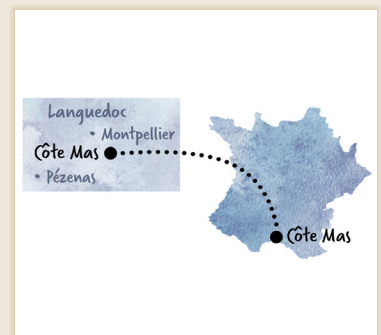 Languedoc
• Montpellier
Côte Mas
• Pézenas
Côte Mas